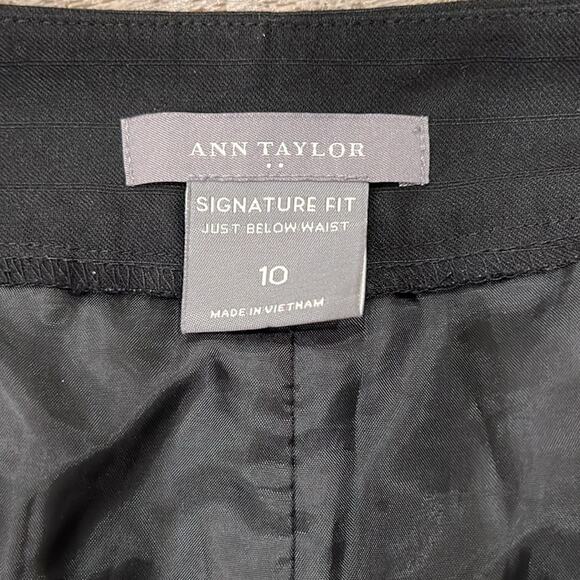 ANN TAYLOR
SIGNATURE FIT
JUST BELOW WAIST
10
MADE IN VIETNAM